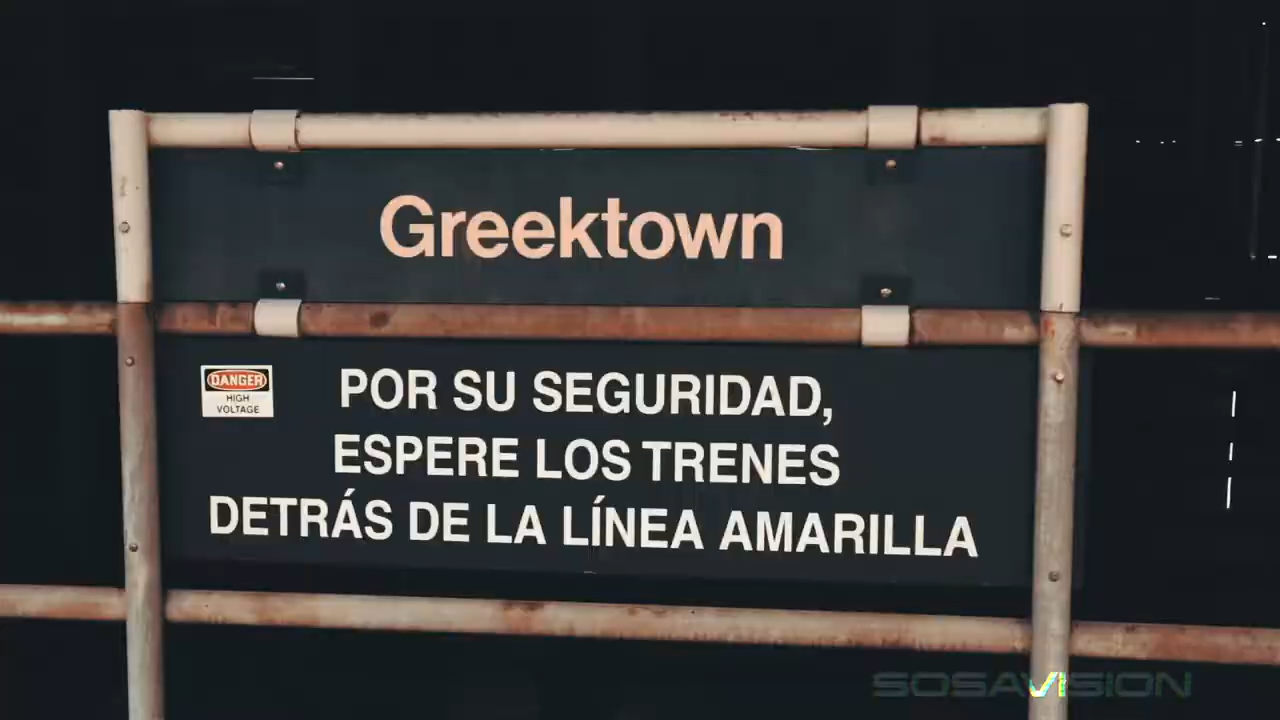 Greektown
DANGER
HIGH
VOLTAGE
POR SU SEGURIDAD,
ESPERE LOS TRENES
DETRÁS DE LA LÍNEA AMARILLA
SOSAVISION